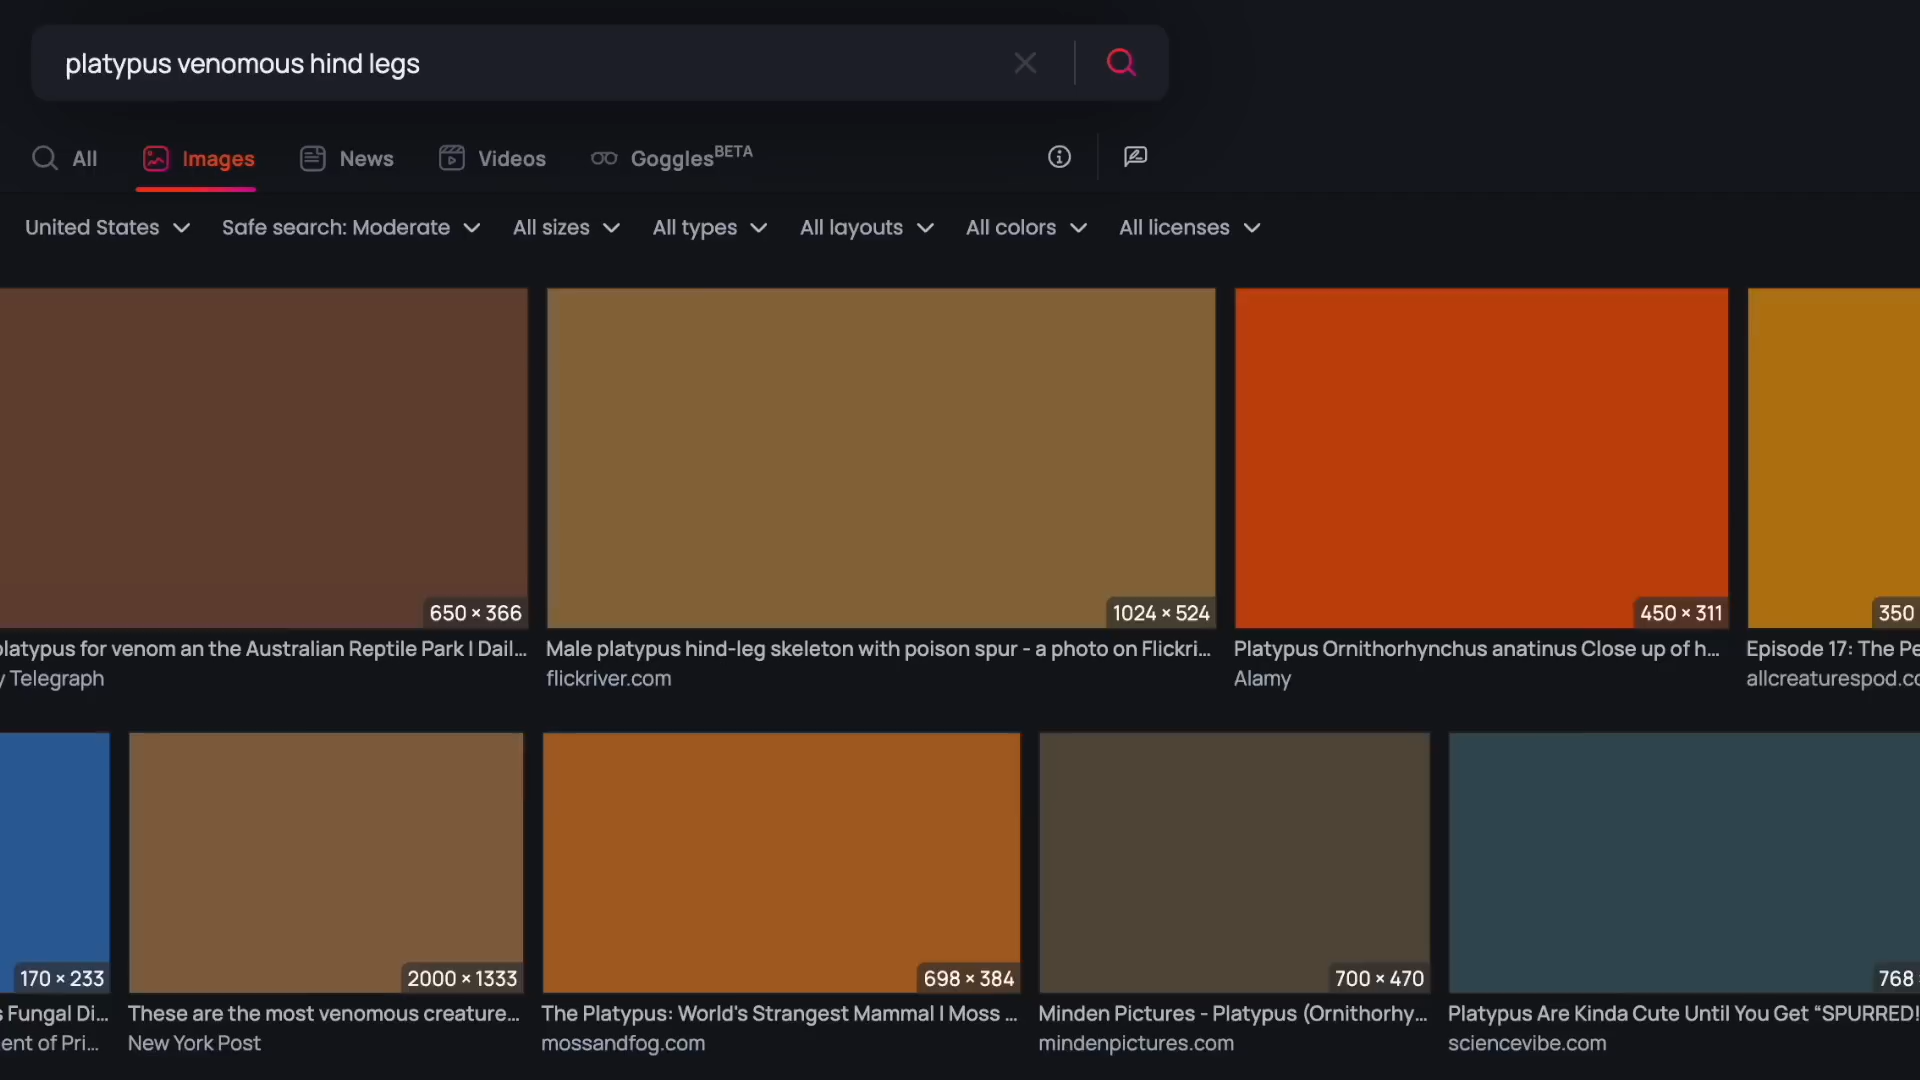 platypus venomous hind legs
All Images News Videos Goggles BETA
United States Safe search: Moderate All sizes All types All layouts All colors All licenses
650 × 366 1024 × 524 450 × 311 350
platypus for venom an the Australian Reptile Park | Dail... Male platypus hind-leg skeleton with poison spur - a photo on Flickri... Platypus Ornithorhynchus anatinus Close up of h... Episode 17: The Pe
y Telegraph flickriver.com Alamy allcreaturespod.co
170 × 233 2000 × 1333 698 × 384 700 × 470 768
s Fungal Di... These are the most venomous creature... The Platypus: World's Strangest Mammal | Moss ... Minden Pictures - Platypus (Ornithorhy... Platypus Are Kinda Cute Until You Get “SPURRED!
ent of Pri... New York Post mossandfog.com mindenpictures.com sciencevibe.com